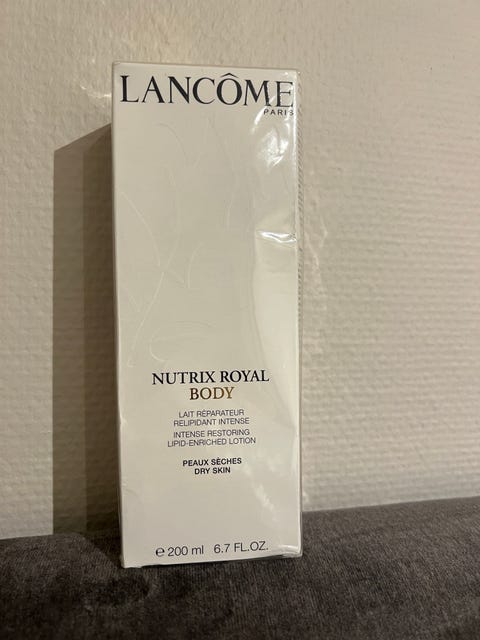 LANCÔME
PARIS
NUTRIX ROYAL
BODY
LAIT RÉPARATEUR
RELIPIDANT INTENSE
INTENSE RESTORING
LIPID-ENRICHED LOTION
PEAUX SÈCHES
DRY SKIN
e 200 ml 6.7 FL.OZ.